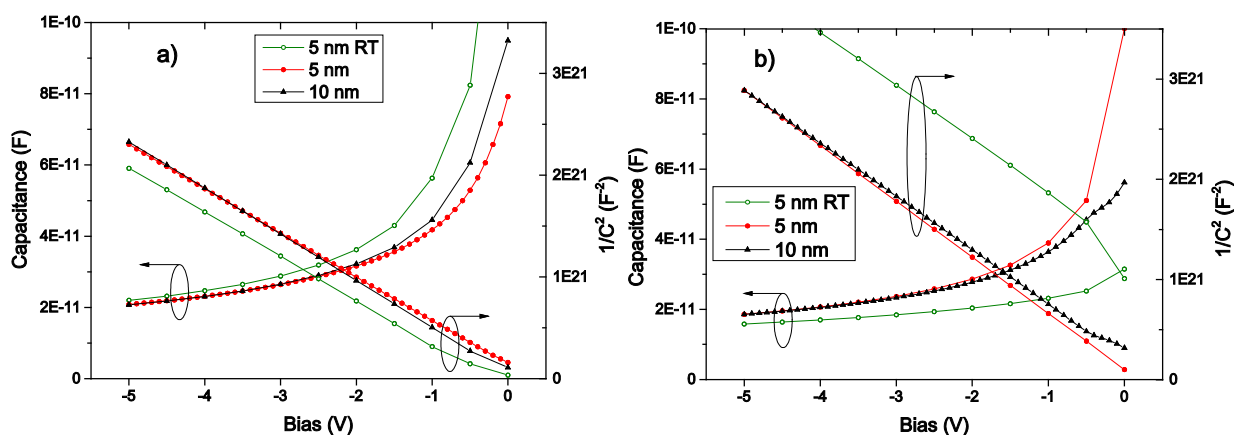 a)
5 nm RT
5 nm
10 nm
1E-10
8E-11
6E-11
4E-11
2E-11
0
Capacitance (F)
3E21
2E21
1E21
0
1/C² (F⁻²)
-5 -4 -3 -2 -1 0
Bias (V)
b)
5 nm RT
5 nm
10 nm
1E-10
8E-11
6E-11
4E-11
2E-11
0
Capacitance (F)
3E21
2E21
1E21
0
1/C² (F⁻²)
-5 -4 -3 -2 -1 0
Bias (V)